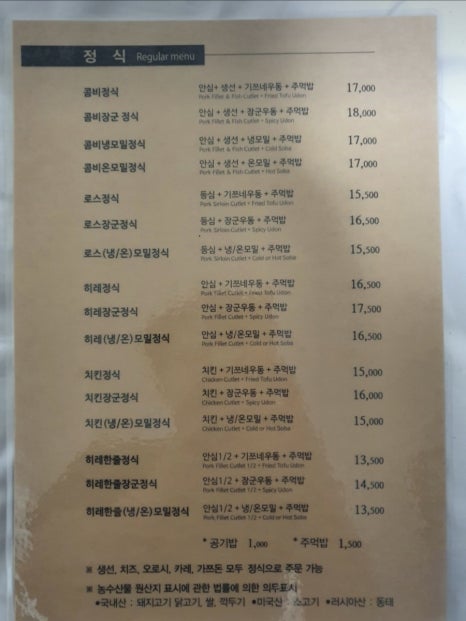 정 식 Regular menu
콤비정식 안심+ 생선 + 기쯔네우동 + 주먹밥 17,000
Pork Fillet & Fish Cutlet + Fried Tofu Udon
콤비장군 정식 안심 + 생선 + 장군우동 + 주먹밥 18,000
Pork Fillet & Fish Cutlet + Spicy Udon
콤비냉모밀정식 안심 + 생선 + 냉모밀 + 주먹밥 17,000
Pork Fillet & Fish Cutlet + Cold Soba
콤비온모밀정식 안심 + 생선 + 온모밀 + 주먹밥 17,000
Pork Fillet & Fish Cutlet + Hot Soba
로스정식 등심 + 기쯔네우동 + 주먹밥 15,500
Pork Sirloin Cutlet + Fried Tofu Udon
로스장군정식 등심 + 장군우동 + 주먹밥 16,500
Pork Sirloin Cutlet + Spicy Udon
로스(냉/온)모밀정식 등심 + 냉/온모밀 + 주먹밥 15,500
Pork Sirloin Cutlet + Cold or Hot Soba
히레정식 안심 + 기쯔네우동 + 주먹밥 16,500
Pork Fillet Cutlet + Fried Tofu Udon
히레장군정식 안심 + 장군우동 + 주먹밥 17,500
Pork Fillet Cutlet + Spicy Udon
히레(냉/온)모밀정식 안심 + 냉/온모밀 + 주먹밥 16,500
Pork Fillet Cutlet + Cold or Hot Soba
치킨정식 치킨 + 기쯔네우동 + 주먹밥 15,000
Chicken Cutlet + Fried Tofu Udon
치킨장군정식 치킨 + 장군우동 + 주먹밥 16,000
Chicken Cutlet + Spicy Udon
치킨(냉/온)모밀정식 치킨 + 냉/온모밀 + 주먹밥 15,000
Chicken Cutlet + Cold or Hot Soba
히레한줄정식 안심1/2 + 기쯔네우동 + 주먹밥 13,500
Pork Fillet Cutlet 1/2 + Fried Tofu Udon
히레한줄장군정식 안심1/2 + 장군우동 + 주먹밥 14,500
Pork Fillet Cutlet 1/2 + Spicy Udon
히레한줄(냉/온)모밀정식 안심1/2 + 냉/온모밀 + 주먹밥 13,500
Pork Fillet Cutlet 1/2 + Cold or Hot Soba
* 공기밥 1,000 * 주먹밥 1,500
※ 생선, 치즈, 오로시, 카레, 가쯔돈 모두 정식으로 주문 가능
※ 농수산물 원산지 표시에 관한 법률에 의한 의무표시
●국내산 : 돼지고기 닭고기, 쌀, 깍두기 ●미국산 : 소고기 ●러시아산 : 동태